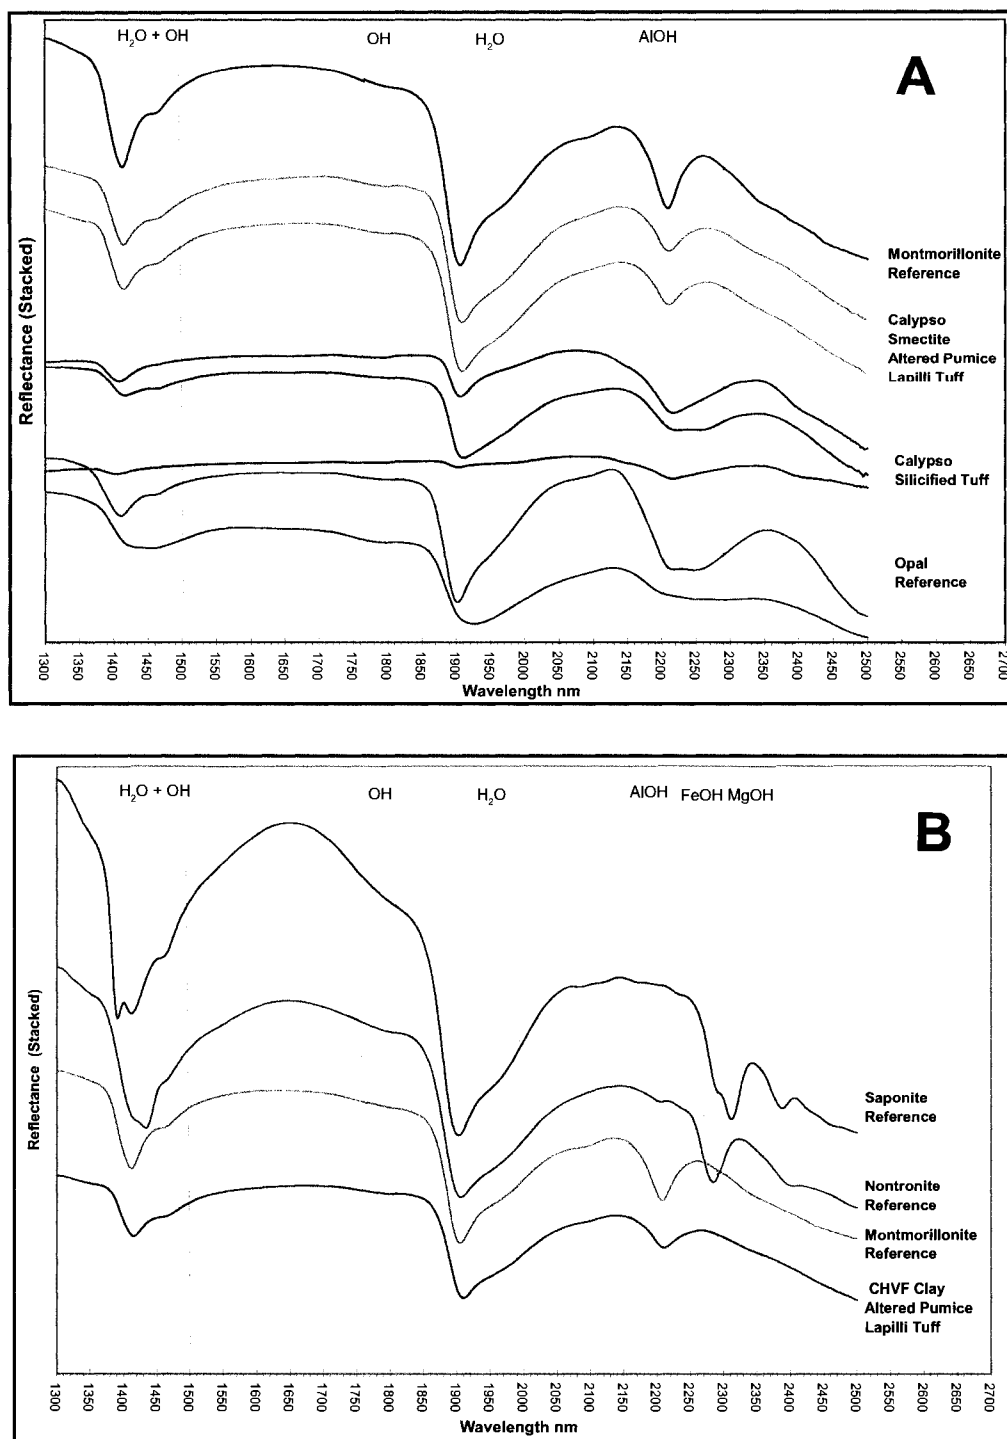 H2O + OH
OH
H2O
AlOH
A
Reflectance (Stacked)
Montmorillonite
Reference
Calypso
Smectite
Altered Pumice
Lapilli Tuff
Calypso
Silicified Tuff
Opal
Reference
1300
1350
1400
1450
1500
1550
1600
1650
1700
1750
1800
1850
1900
1950
2000
2050
2100
2150
2200
2250
2300
2350
2400
2450
2500
2550
2600
2650
2700
Wavelength nm
H2O + OH
OH
H2O
AlOH
FeOH MgOH
B
Reflectance (Stacked)
Saponite
Reference
Nontronite
Reference
Montmorillonite
Reference
CHVF Clay
Altered Pumice
Lapilli Tuff
1300
1350
1400
1450
1500
1550
1600
1650
1700
1750
1800
1850
1900
1950
2000
2050
2100
2150
2200
2250
2300
2350
2400
2450
2500
2550
2600
2650
2700
Wavelength nm